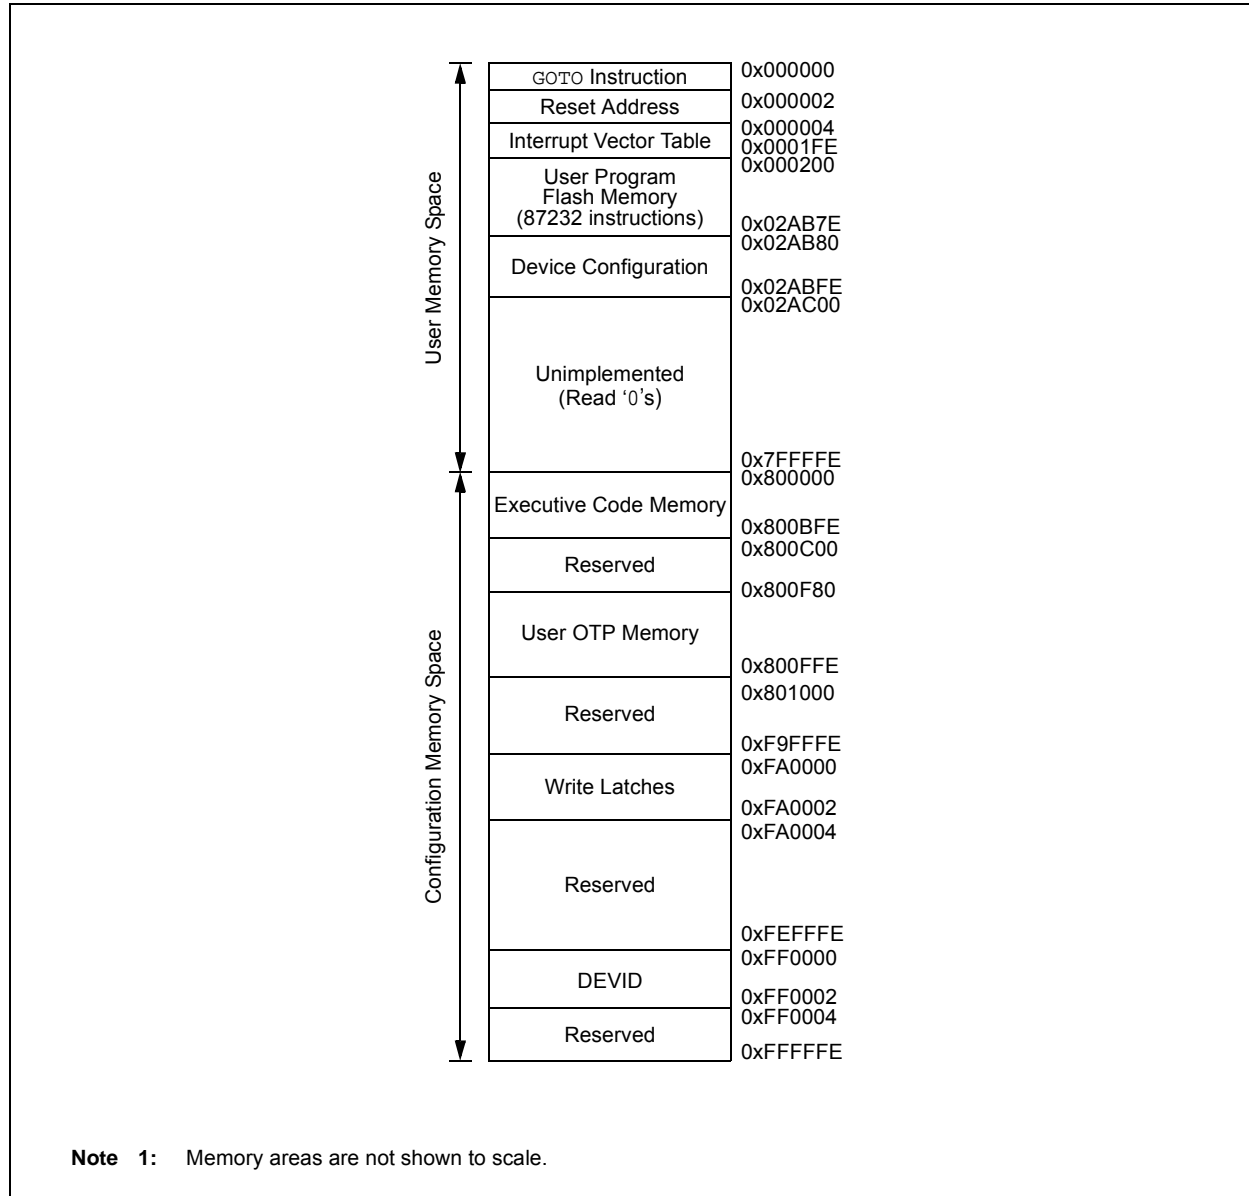 GOTO Instruction
0x000000
Reset Address
0x000002
Interrupt Vector Table
0x000004
0x0001FE
User Program
Flash Memory
(87232 instructions)
0x000200
0x02AB7E
Device Configuration
0x02AB80
0x02ABFE
Unimplemented
(Read ‘0’s)
0x02AC00
0x7FFFFE
User Memory Space
Executive Code Memory
0x800000
0x800BFE
Reserved
0x800C00
User OTP Memory
0x800F80
0x800FFE
Reserved
0x801000
0xF9FFFE
Write Latches
0xFA0000
0xFA0002
Reserved
0xFA0004
0xFEFFFE
DEVID
0xFF0000
0xFF0002
Reserved
0xFF0004
0xFFFFFE
Configuration Memory Space
Note 1: Memory areas are not shown to scale.